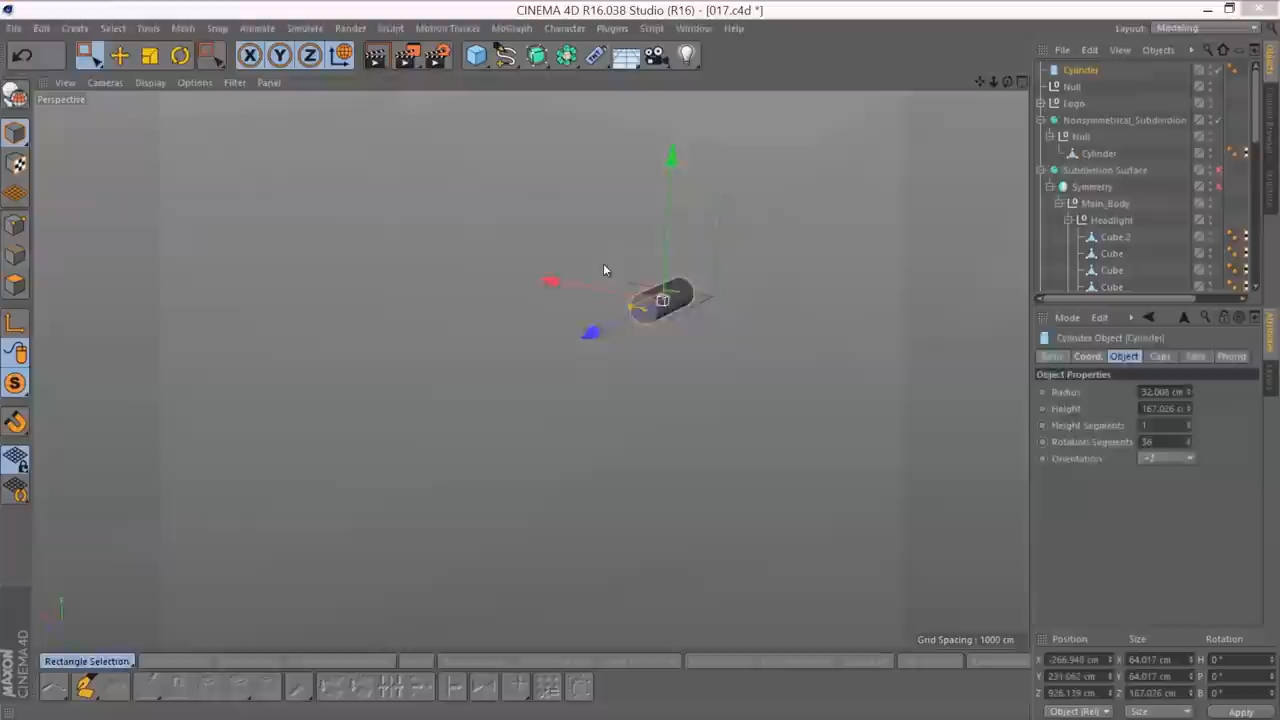 CINEMA 4D R16.038 Studio (R16) - [017.c4d *]
File Edit Create Select Tools Mesh Snap Animate Simulate Render Sculpt Motion Tracker MoGraph Character Plugins Script Window Help
Layout: Modeling
View Cameras Display Options Filter Panel
File Edit View Objects
Perspective
Cylinder
Null
Logo
Nonsymmetrical_Subdivision
Null
Cylinder
Subdivision Surface
Symmetry
Main_Body
Headlight
Cube.2
Cube
Cube
Cube
Mode Edit
Cylinder Object [Cylinder]
Basic Coord. Object Caps Slice Phong
Object Properties
Radius 32.008 cm
Height 167.026 c
Height Segments 1
Rotation Segments 36
Orientation
Objects
Attributes
Grid Spacing : 1000 cm
Position Size Rotation
X -266.948 cm X 64.017 cm H 0 °
Y 231.062 cm Y 64.017 cm P 0 °
Z 926.139 cm Z 167.026 cm B 0 °
Object (Rel) Size Apply
Rectangle Selection
MAXON CINEMA 4D